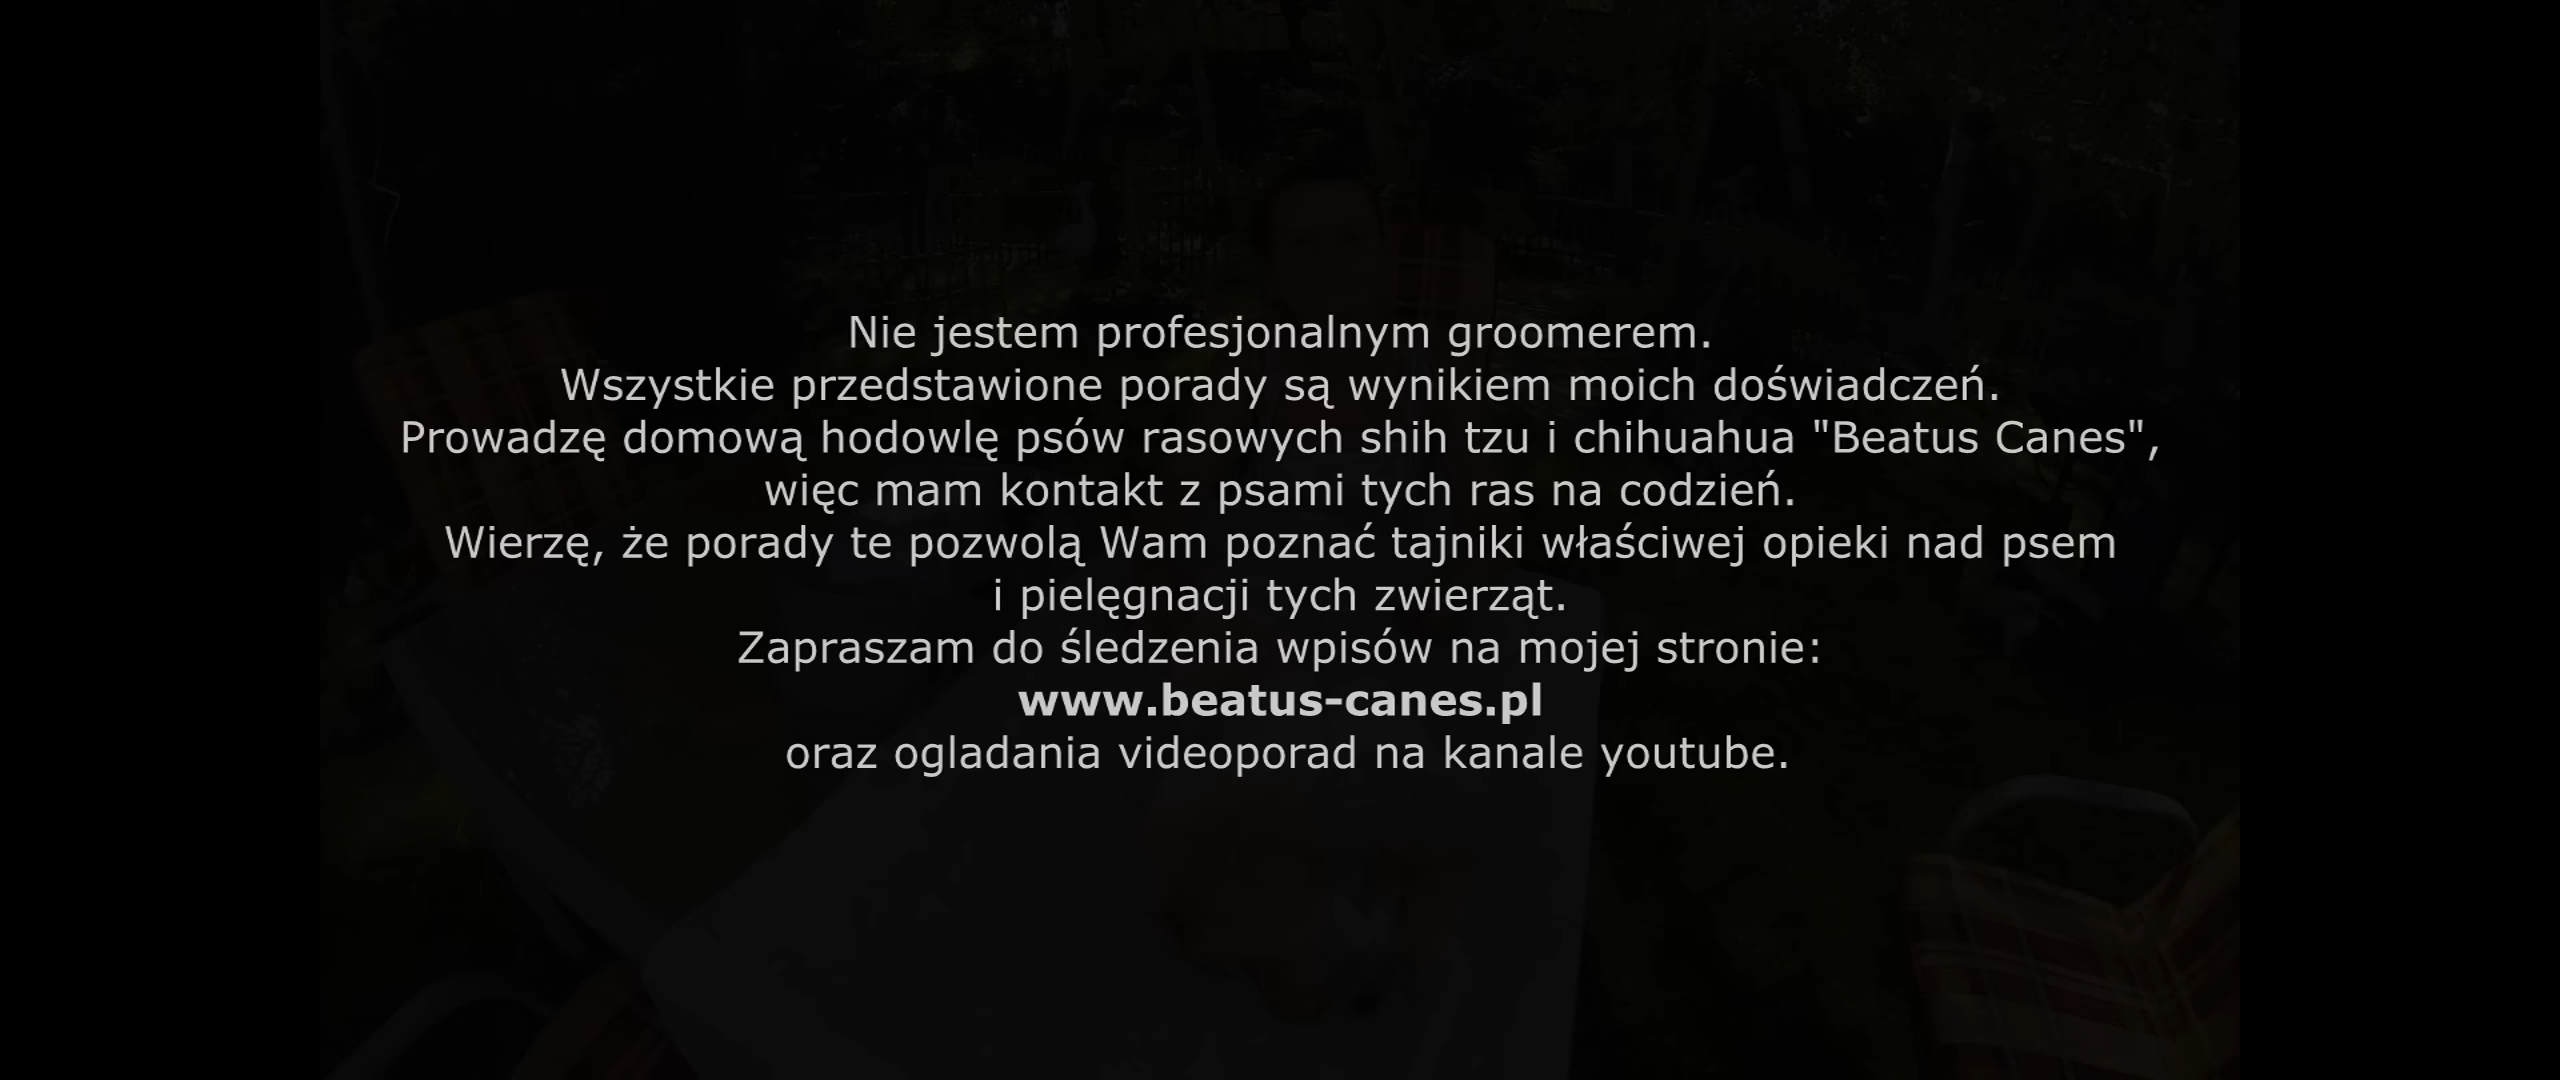 Nie jestem profesjonalnym groomerem.
Wszystkie przedstawione porady są wynikiem moich doświadczeń.
Prowadzę domową hodowlę psów rasowych shih tzu i chihuahua "Beatus Canes",
więc mam kontakt z psami tych ras na codzień.
Wierzę, że porady te pozwolą Wam poznać tajniki właściwej opieki nad psem
i pielęgnacji tych zwierząt.
Zapraszam do śledzenia wpisów na mojej stronie:
www.beatus-canes.pl
oraz ogladania videoporad na kanale youtube.